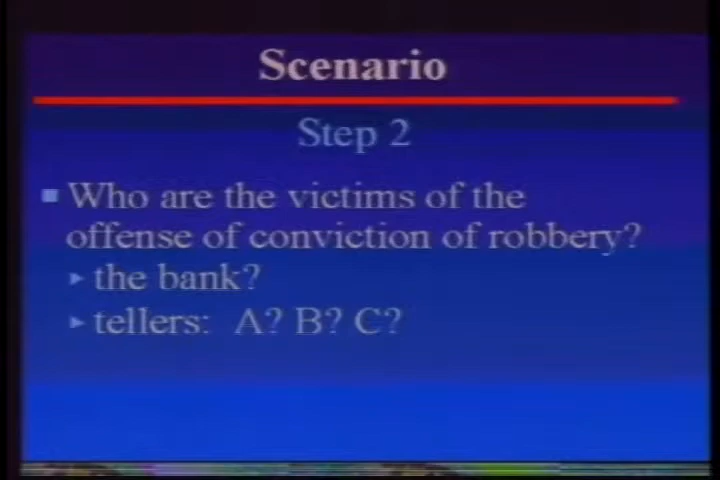 Scenario
Step 2
Who are the victims of the
offense of conviction of robbery?
the bank?
tellers: A? B? C?